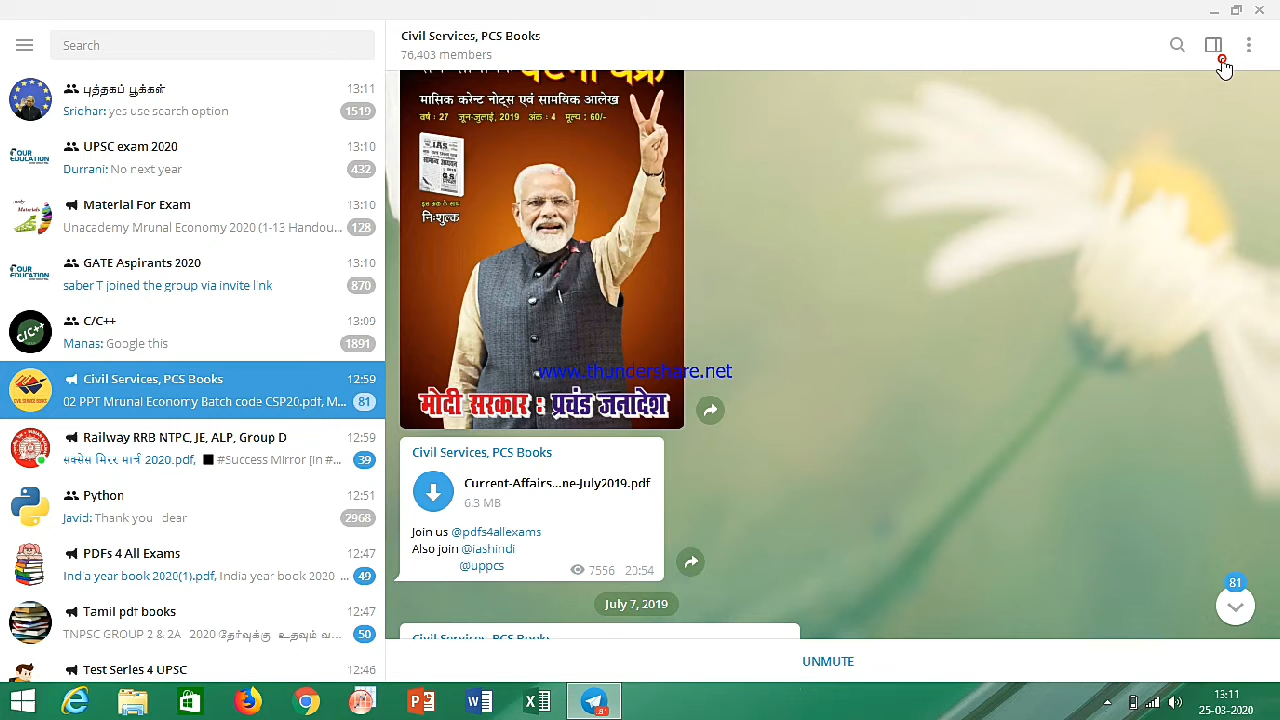 Search
Civil Services, PCS Books
76,403 members
புத்தகப் பூக்கள் 13:11
Sridhar: yes use search option 1519
UPSC exam 2020 13:10
Durrani: No next year 432
Material For Exam 13:10
Unacademy Mrunal Economy 2020 (1-13 Handou... 128
GATE Aspirants 2020 13:10
saber T joined the group via invite link 870
C/C++ 13:09
Manas: Google this 1891
Civil Services, PCS Books 12:59
02 PPT Mrunal Economy Batch code CSP20.pdf, M... 81
Railway RRB NTPC, JE, ALP, Group D 12:59
सक्सेस मिरर मार्च 2020.pdf, #Success Mirror [in #... 39
Python 12:51
Javid: Thank you dear 2968
PDFs 4 All Exams 12:47
India year book 2020(1).pdf, India year book 2020 ... 49
Tamil pdf books 12:47
TNPSC GROUP 2 & 2A 2020 தேர்வுக்கு உதவும் வ... 50
Test Series 4 UPSC 12:46
घटना चक्र
मासिक करेन्ट नोट्स एवं सामयिक आलेख
वर्ष : 27 जून-जुलाई, 2019 अंक : 4 मूल्य : 60/-
IAS
निःशुल्क
www.thundershare.net
मोदी सरकार : प्रचंड जनादेश
Civil Services, PCS Books
Current-Affairs...ne-July2019.pdf
6.3 MB
Join us @pdfs4allexams
Also join @iashindi
@uppcs
7556 20:54
July 7, 2019
Civil Services, PCS Books
81
UNMUTE
13:11
25-03-2020